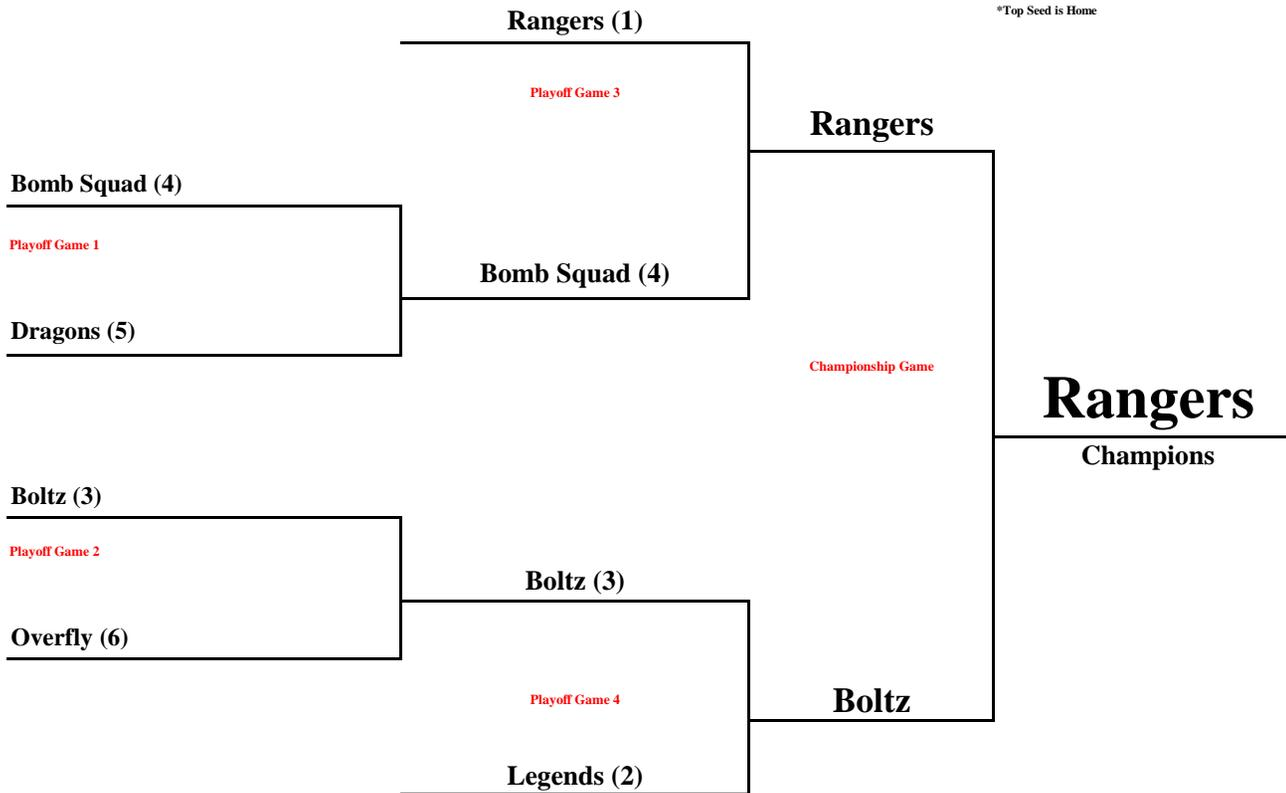 Rangers (1)
*Top Seed is Home
Playoff Game 3
Rangers
Bomb Squad (4)
Playoff Game 1
Bomb Squad (4)
Dragons (5)
Championship Game
Rangers
Champions
Boltz (3)
Playoff Game 2
Boltz (3)
Overfly (6)
Playoff Game 4
Boltz
Legends (2)